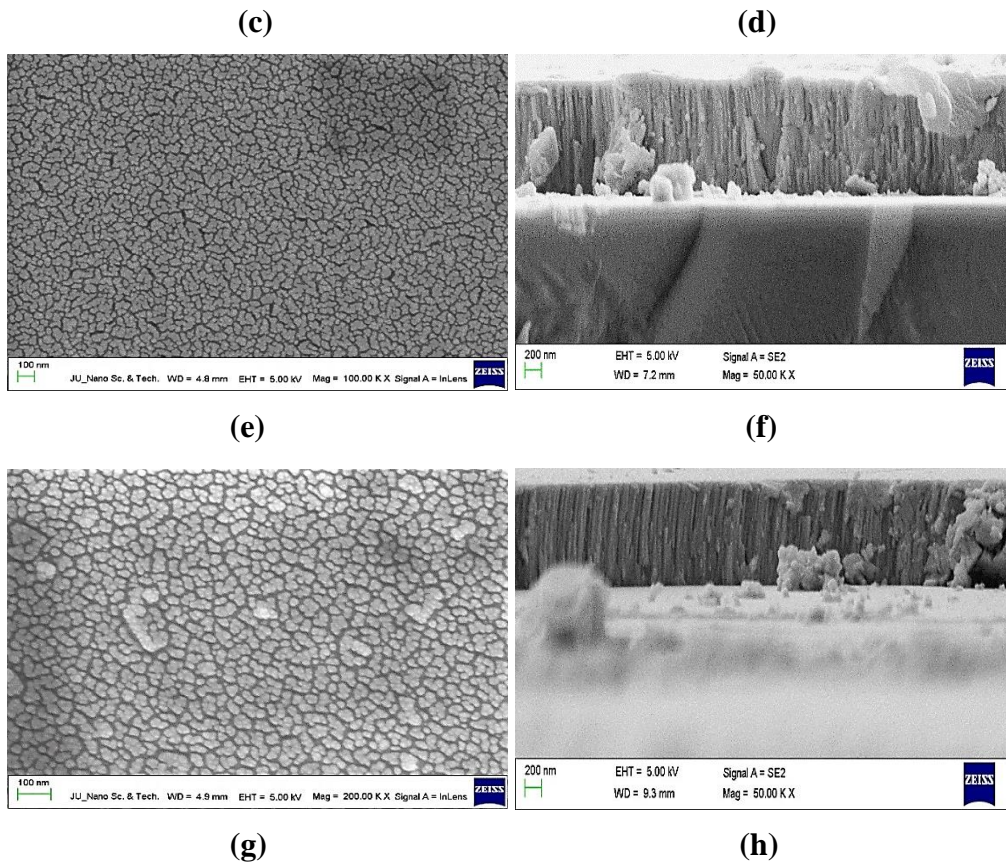 (c) (d)
100 nm JU_Nano Sc. & Tech. WD = 4.8 mm EHT = 5.00 kV Mag = 100.00 K X Signal A = InLens ZEISS
200 nm EHT = 5.00 kV Signal A = SE2
WD = 7.2 mm Mag = 50.00 K X ZEISS
(e) (f)
100 nm JU_Nano Sc. & Tech. WD = 4.9 mm EHT = 5.00 kV Mag = 200.00 K X Signal A = InLens ZEISS
200 nm EHT = 5.00 kV Signal A = SE2
WD = 9.3 mm Mag = 50.00 K X ZEISS
(g) (h)